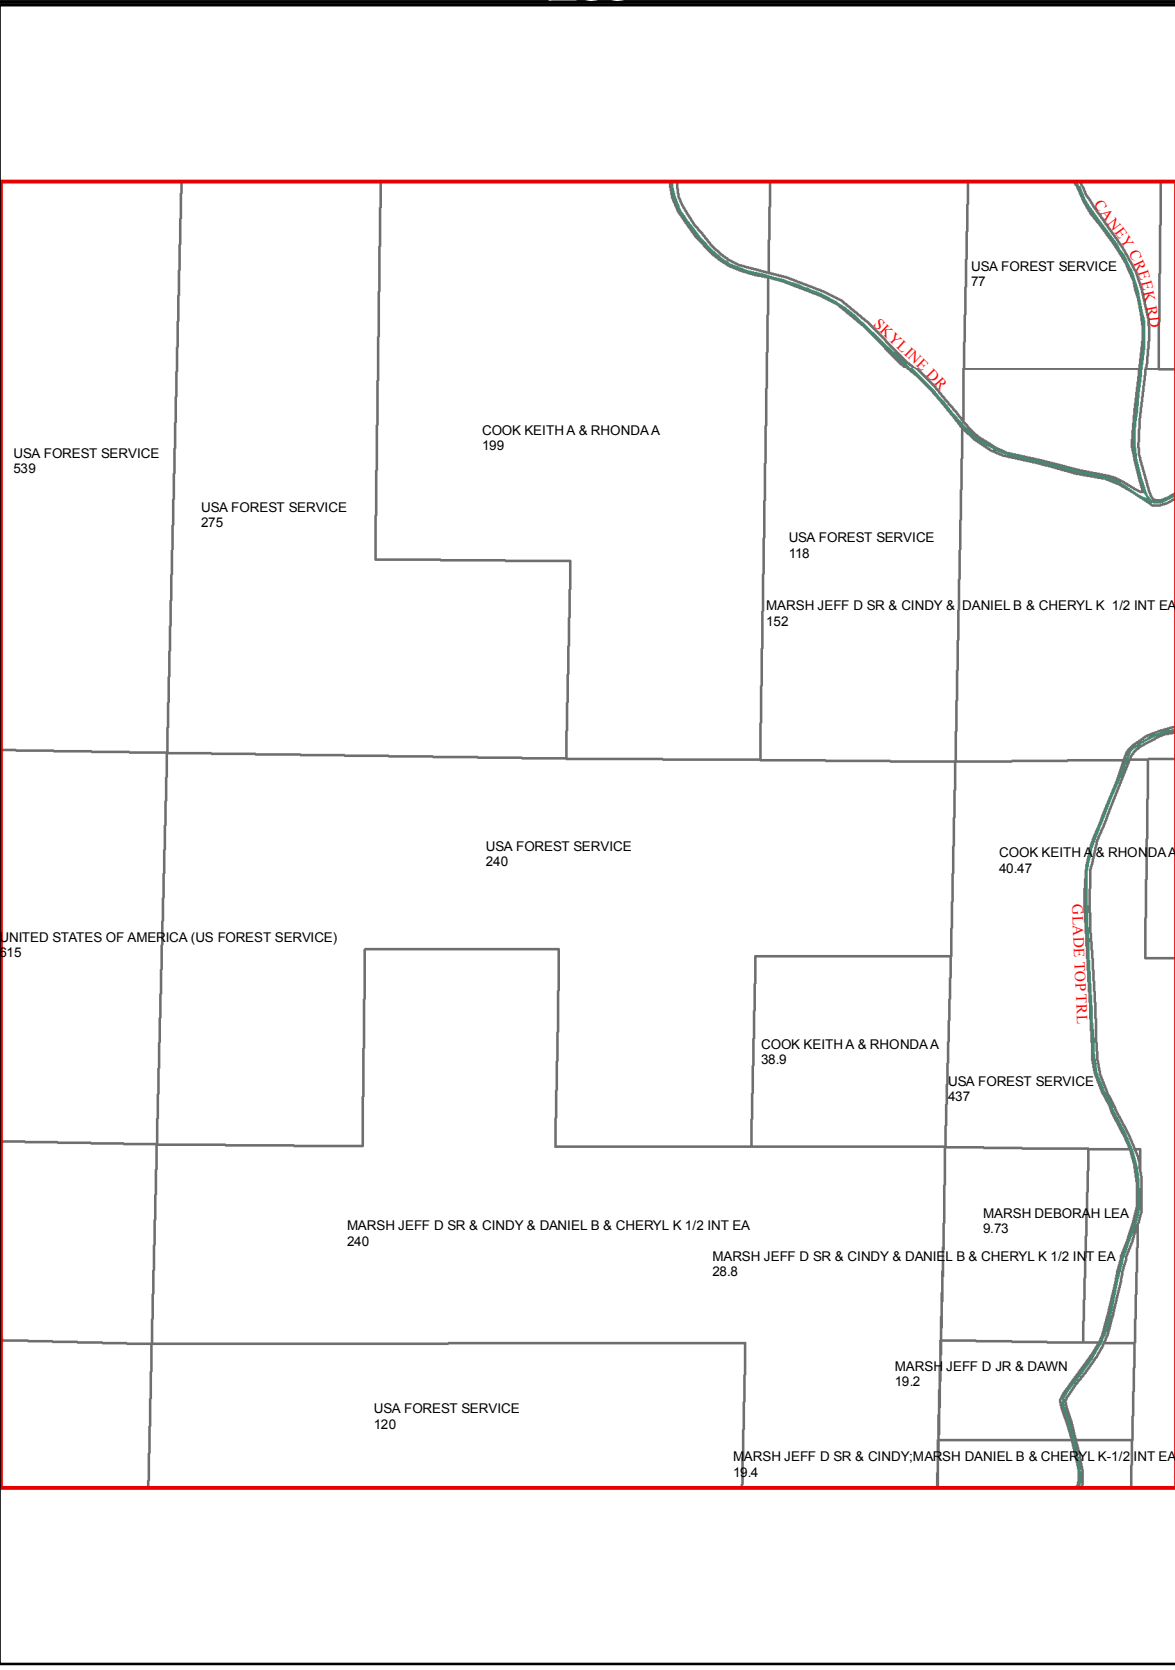 CANEY CREEK RD
USA FOREST SERVICE
77
SKYLINE DR
COOK KEITH A & RHONDA A
199
USA FOREST SERVICE
539
USA FOREST SERVICE
275
USA FOREST SERVICE
118
MARSH JEFF D SR & CINDY & DANIEL B & CHERYL K 1/2 INT EA
152
USA FOREST SERVICE
240
COOK KEITH A & RHONDA A
40.47
GLADE TOP TRL
UNITED STATES OF AMERICA (US FOREST SERVICE)
615
COOK KEITH A & RHONDA A
38.9
USA FOREST SERVICE
437
MARSH DEBORAH LEA
9.73
MARSH JEFF D SR & CINDY & DANIEL B & CHERYL K 1/2 INT EA
240
MARSH JEFF D SR & CINDY & DANIEL B & CHERYL K 1/2 INT EA
28.8
MARSH JEFF D JR & DAWN
19.2
USA FOREST SERVICE
120
MARSH JEFF D SR & CINDY;MARSH DANIEL B & CHERYL K-1/2 INT EA
19.4